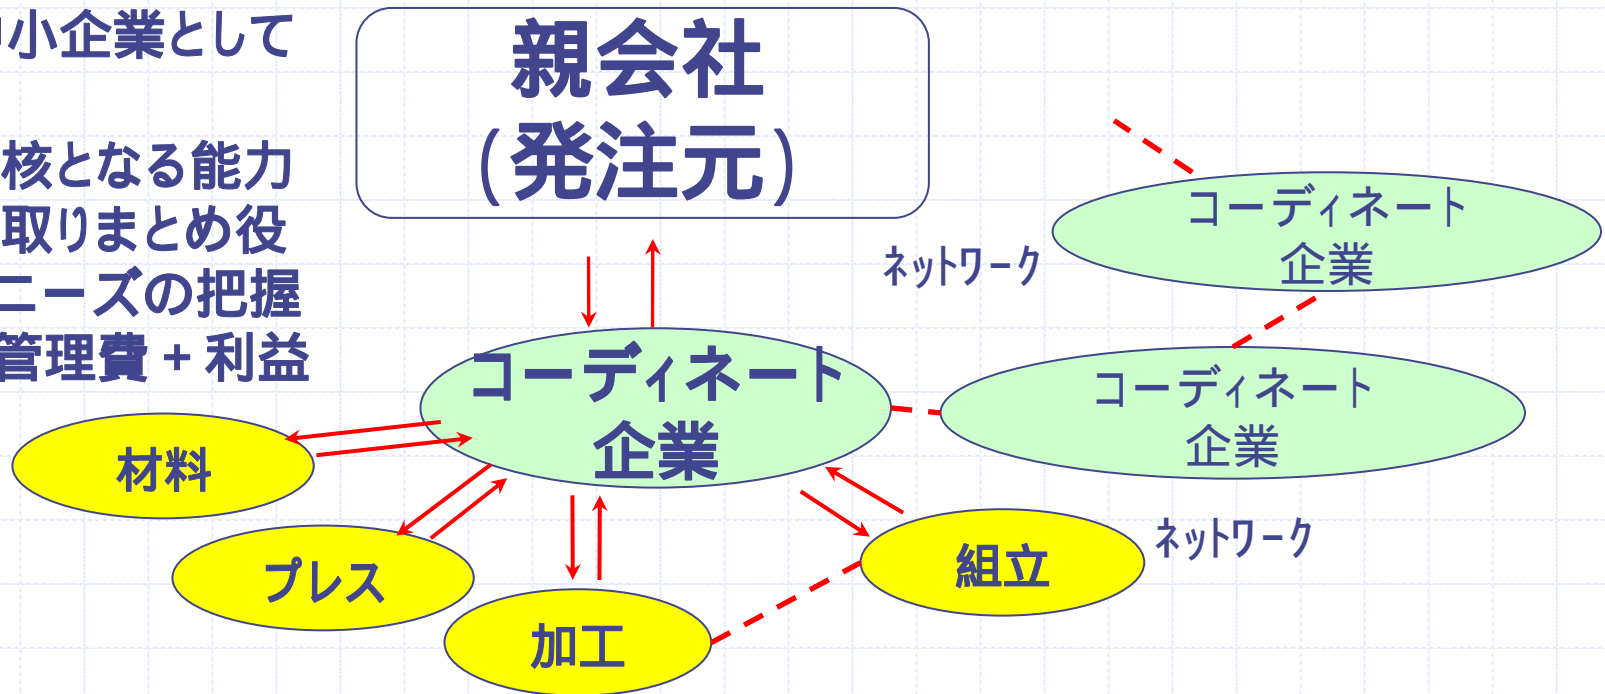 小企業として
核となる能力
取りまとめ役
ニーズの把握
管理費+利益
親会社
(発注元)
コーディネート
企業
ネットワーク
コーディネート
企業
コーディネート
企業
材料
プレス
加工
組立
ネットワーク